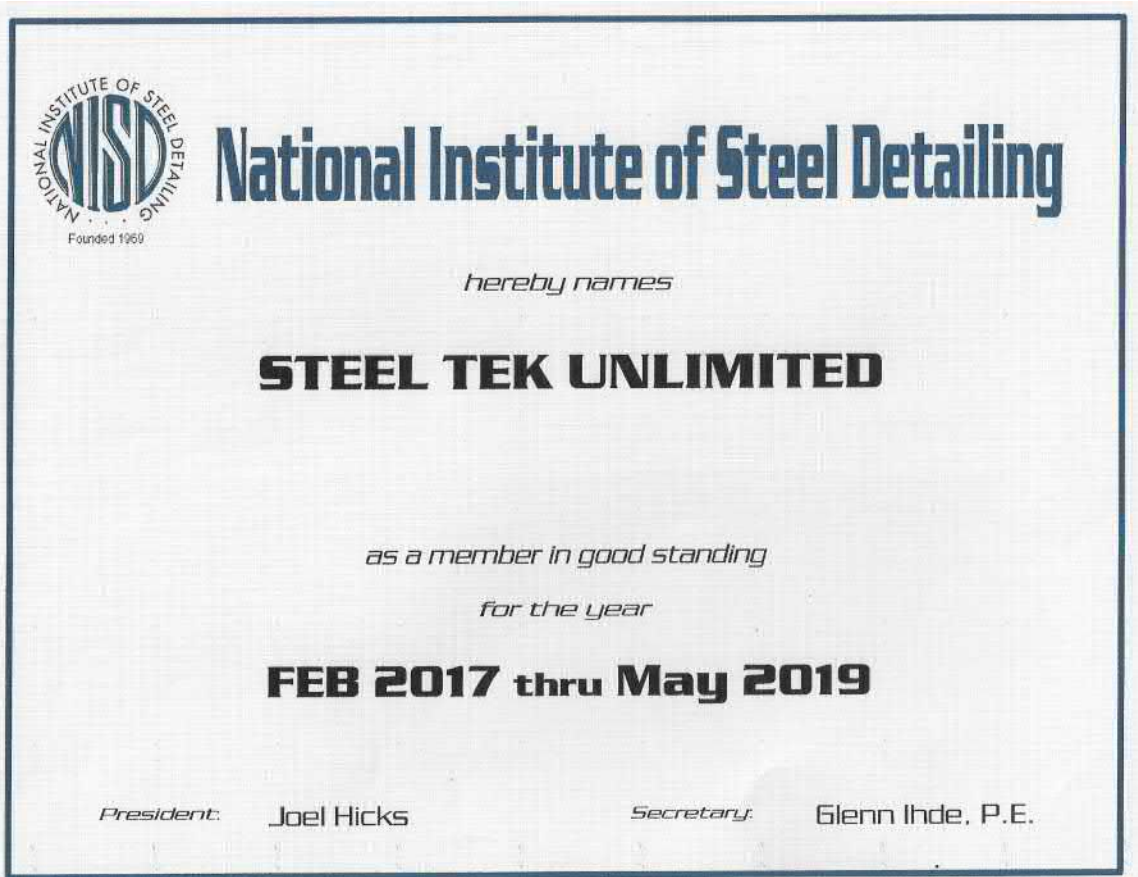 NATIONAL INSTITUTE OF STEEL DETAILING
NISD
Founded 1969
National Institute of Steel Detailing
hereby names
STEEL TEK UNLIMITED
as a member in good standing
for the year
FEB 2017 thru May 2019
President: Joel Hicks Secretary: Glenn Ihde, P.E.